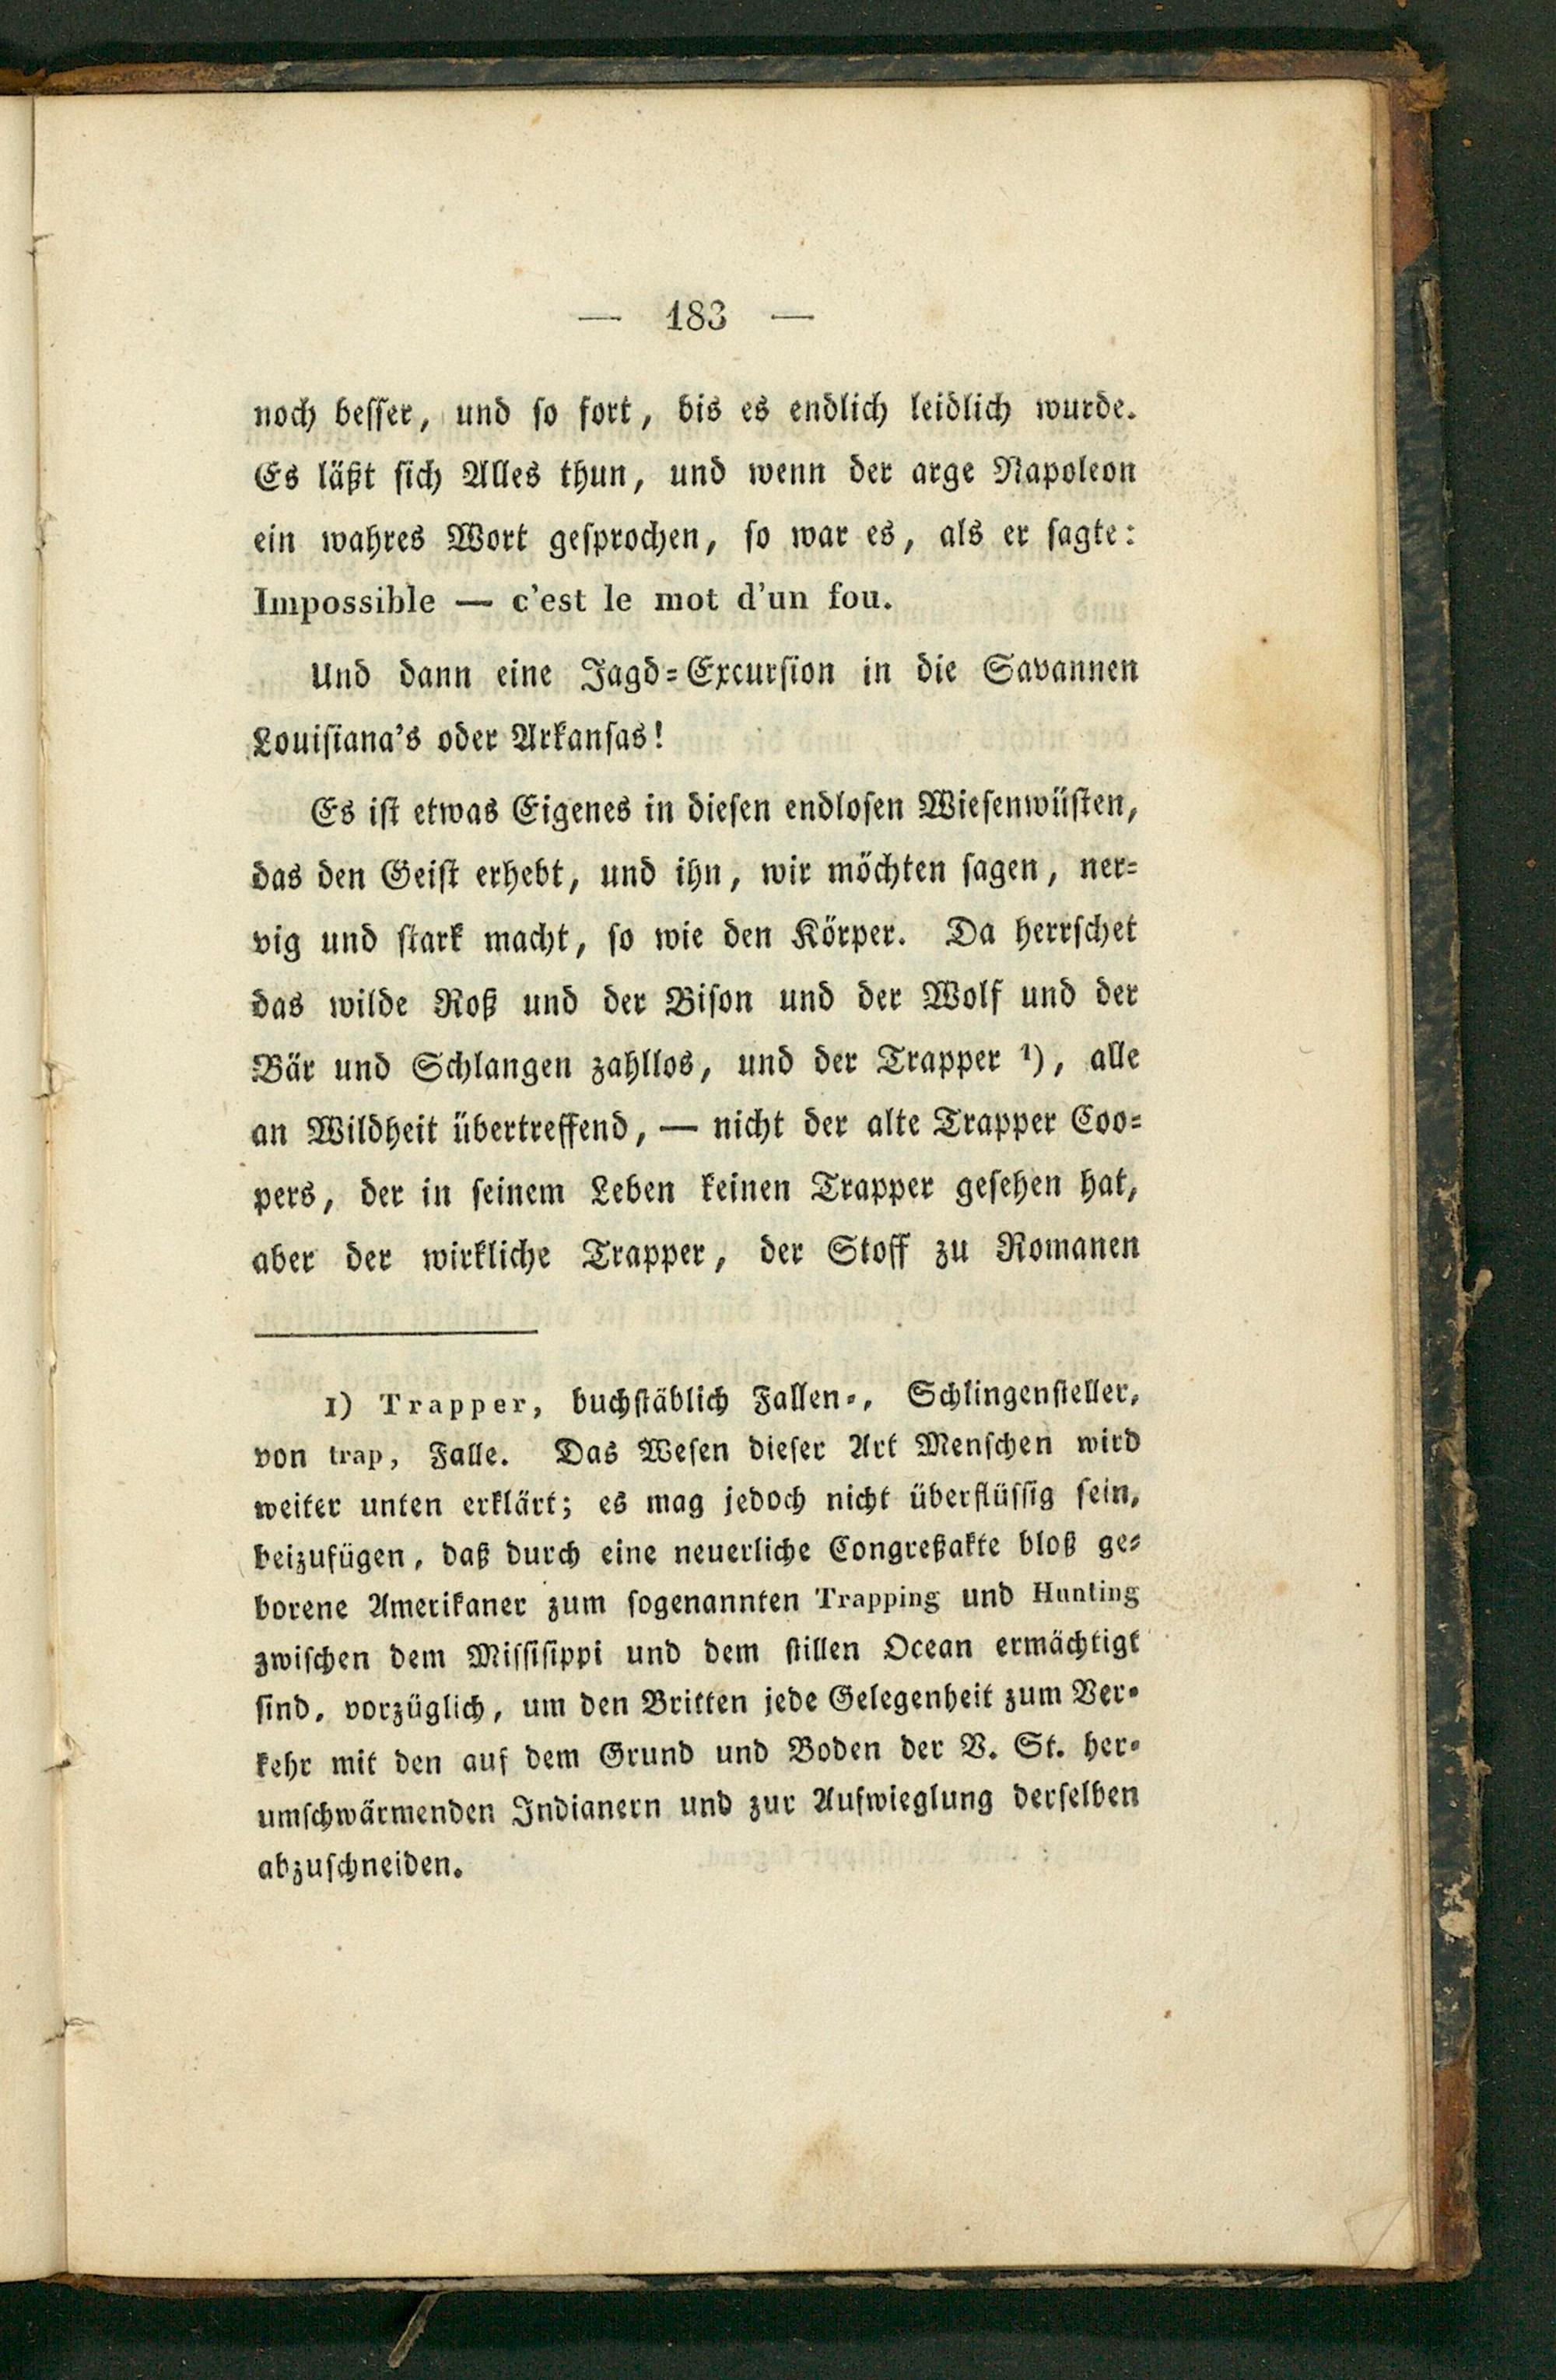 — 183 —
noch besser, und so fort, bis es endlich leidlich wurde.
Es läßt sich Alles thun, und wenn der arge Napoleon
ein wahres Wort gesprochen, so war es, als er sagte:
Impossible — c'est le mot d'un fou.
Und dann eine Jagd=Excursion in die Savannen
Louisiana's oder Arkansas!
Es ist etwas Eigenes in diesen endlosen Wiesenwüsten,
das den Geist erhebt, und ihn, wir möchten sagen, ner=
vig und stark macht, so wie den Körper. Da herrschet
das wilde Roß und der Bison und der Wolf und der
Bär und Schlangen zahllos, und der Trapper ¹), alle
an Wildheit übertreffend, — nicht der alte Trapper Coo=
pers, der in seinem Leben keinen Trapper gesehen hat,
aber der wirkliche Trapper, der Stoff zu Romanen
1) Trapper, buchstäblich Fallen=, Schlingensteller,
von trap, Falle. Das Wesen dieser Art Menschen wird
weiter unten erklärt; es mag jedoch nicht überflüssig sein,
beizufügen, daß durch eine neuerliche Congreßakte bloß ge=
borene Amerikaner zum sogenannten Trapping und Hunting
zwischen dem Missisippi und dem stillen Ocean ermächtigt
sind, vorzüglich, um den Britten jede Gelegenheit zum Ver=
kehr mit den auf dem Grund und Boden der V. St. her=
umschwärmenden Indianern und zur Aufwieglung derselben
abzuschneiden.